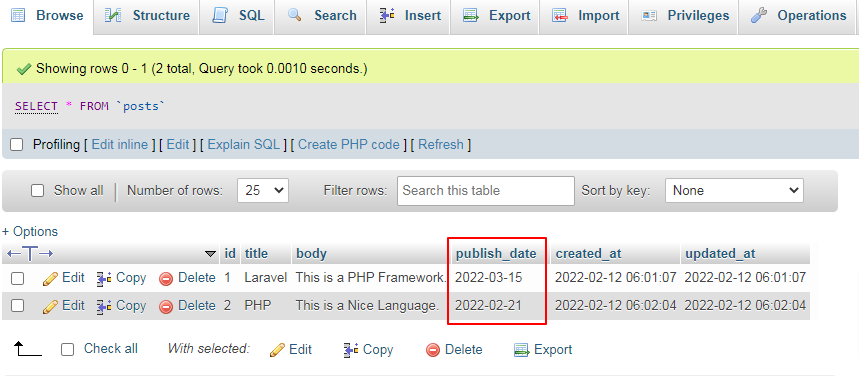 Browse Structure SQL Search Insert Export Import Privileges Operations
Showing rows 0 - 1 (2 total, Query took 0.0010 seconds.)
SELECT * FROM `posts`
Profiling [ Edit inline ] [ Edit ] [ Explain SQL ] [ Create PHP code ] [ Refresh ]
Show all Number of rows: 25 Filter rows: Search this table Sort by key: None
+ Options
id title body publish_date created_at updated_at
Edit Copy Delete 1 Laravel This is a PHP Framework. 2022-03-15 2022-02-12 06:01:07 2022-02-12 06:01:07
Edit Copy Delete 2 PHP This is a Nice Language. 2022-02-21 2022-02-12 06:02:04 2022-02-12 06:02:04
Check all With selected: Edit Copy Delete Export